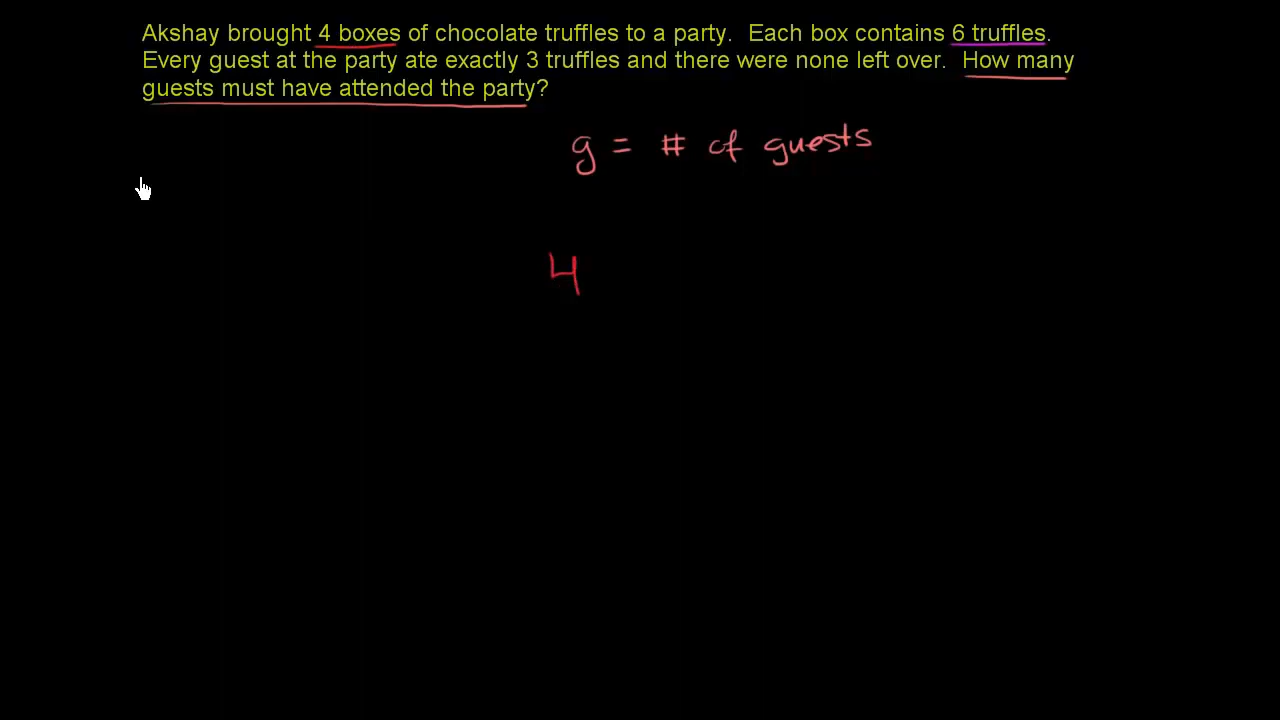 Akshay brought 4 boxes of chocolate truffles to a party. Each box contains 6 truffles.
Every guest at the party ate exactly 3 truffles and there were none left over. How many
guests must have attended the party?
g = # of guests
4